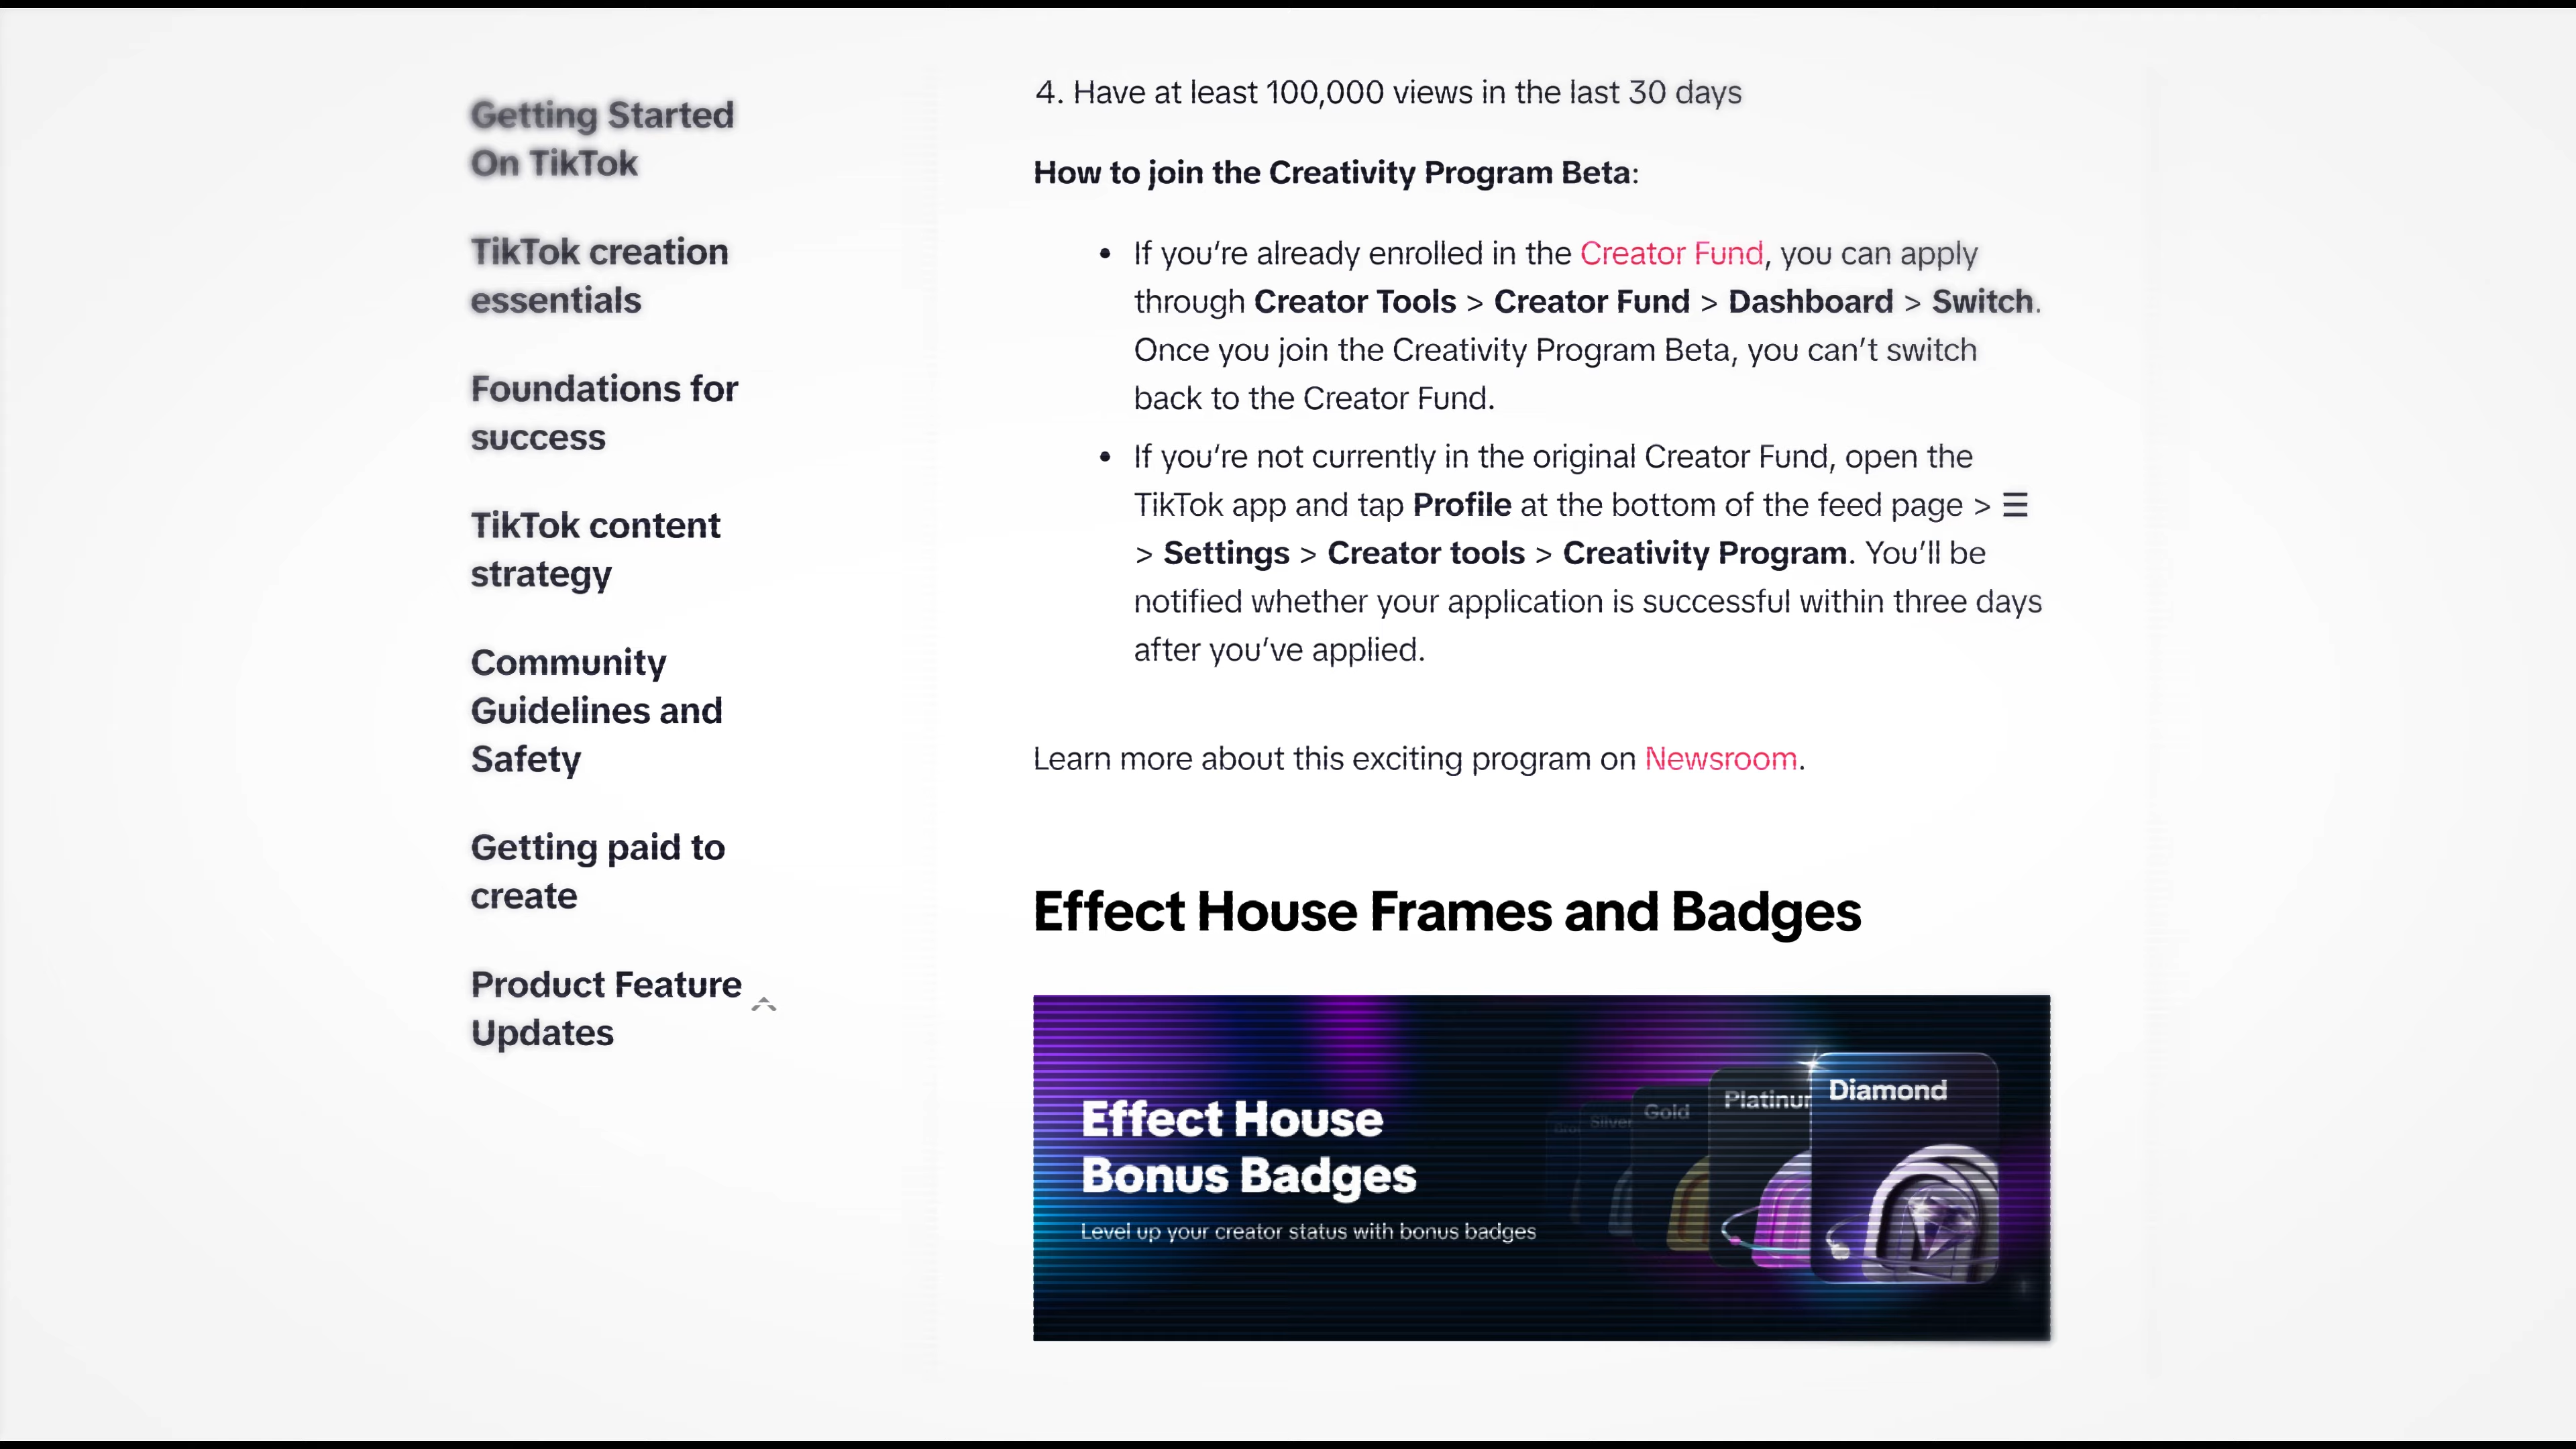 Getting Started
On TikTok
TikTok creation
essentials
Foundations for
success
TikTok content
strategy
Community
Guidelines and
Safety
Getting paid to
create
Product Feature
Updates
4. Have at least 100,000 views in the last 30 days
How to join the Creativity Program Beta:
• If you’re already enrolled in the Creator Fund, you can apply
through Creator Tools > Creator Fund > Dashboard > Switch.
Once you join the Creativity Program Beta, you can’t switch
back to the Creator Fund.
• If you’re not currently in the original Creator Fund, open the
TikTok app and tap Profile at the bottom of the feed page > ☰
> Settings > Creator tools > Creativity Program. You’ll be
notified whether your application is successful within three days
after you’ve applied.
Learn more about this exciting program on Newsroom.
Effect House Frames and Badges
Effect House
Bonus Badges
Level up your creator status with bonus badges
Silver
Gold
Platinum
Diamond